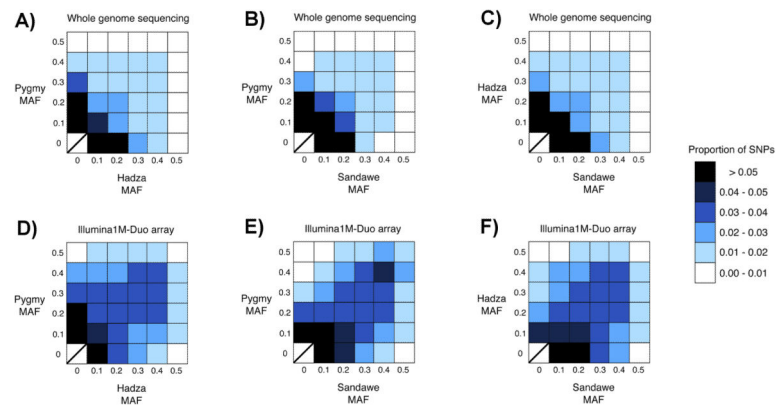 A) Whole genome sequencing
0.5
0.4
0.3
0.2
0.1
0
Pygmy
MAF
0 0.1 0.2 0.3 0.4 0.5
Hadza
MAF
B) Whole genome sequencing
0.5
0.4
0.3
0.2
0.1
0
Pygmy
MAF
0 0.1 0.2 0.3 0.4 0.5
Sandawe
MAF
C) Whole genome sequencing
0.5
0.4
0.3
0.2
0.1
0
Hadza
MAF
0 0.1 0.2 0.3 0.4 0.5
Sandawe
MAF
Proportion of SNPs
> 0.05
0.04 - 0.05
0.03 - 0.04
0.02 - 0.03
0.01 - 0.02
0.00 - 0.01
D) Illumina1M-Duo array
0.5
0.4
0.3
0.2
0.1
0
Pygmy
MAF
0 0.1 0.2 0.3 0.4 0.5
Hadza
MAF
E) Illumina1M-Duo array
0.5
0.4
0.3
0.2
0.1
0
Pygmy
MAF
0 0.1 0.2 0.3 0.4 0.5
Sandawe
MAF
F) Illumina1M-Duo array
0.5
0.4
0.3
0.2
0.1
0
Hadza
MAF
0 0.1 0.2 0.3 0.4 0.5
Sandawe
MAF